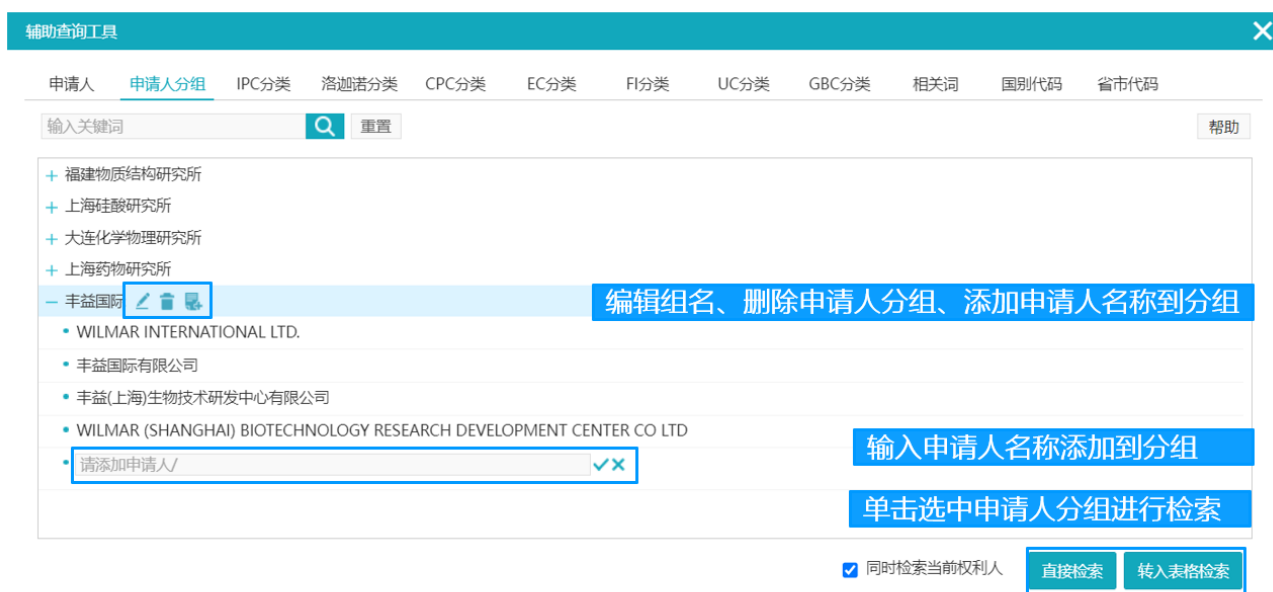 辅助查询工具
申请人 申请人分组 IPC分类 洛迦诺分类 CPC分类 EC分类 FI分类 UC分类 GBC分类 相关词 国别代码 省市代码
输入关键词 重置 帮助
福建物质结构研究所
上海硅酸研究所
大连化学物理研究所
上海药物研究所
丰益国际 编辑组名、删除申请人分组、添加申请人名称到分组
WILMAR INTERNATIONAL LTD.
丰益国际有限公司
丰益(上海)生物技术研发中心有限公司
WILMAR (SHANGHAI) BIOTECHNOLOGY RESEARCH DEVELOPMENT CENTER CO LTD
输入申请人名称添加到分组
请添加申请人/
单击选中申请人分组进行检索
同时检索当前权利人 直接检索 转入表格检索